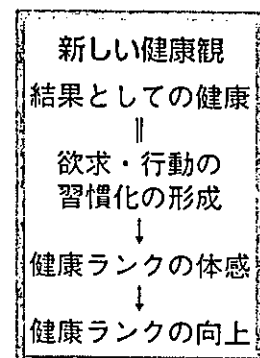 新しい健康観
結果としての健康
||
欲求・行動の
習慣化の形成
↓
健康ランクの体感
↓
健康ランクの向上